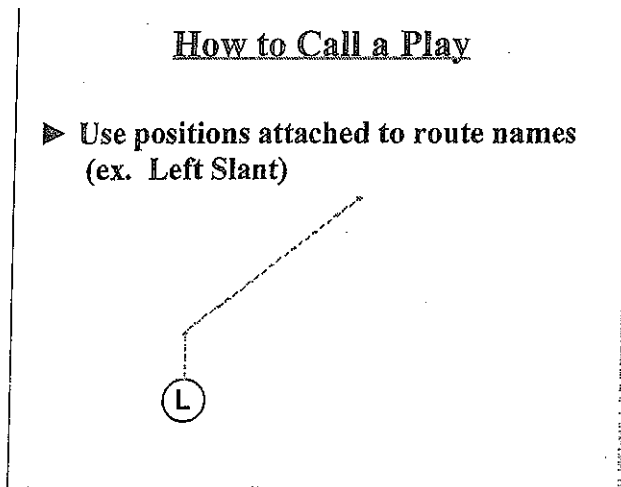 How to Call a Play
Use positions attached to route names
(ex. Left Slant)
L